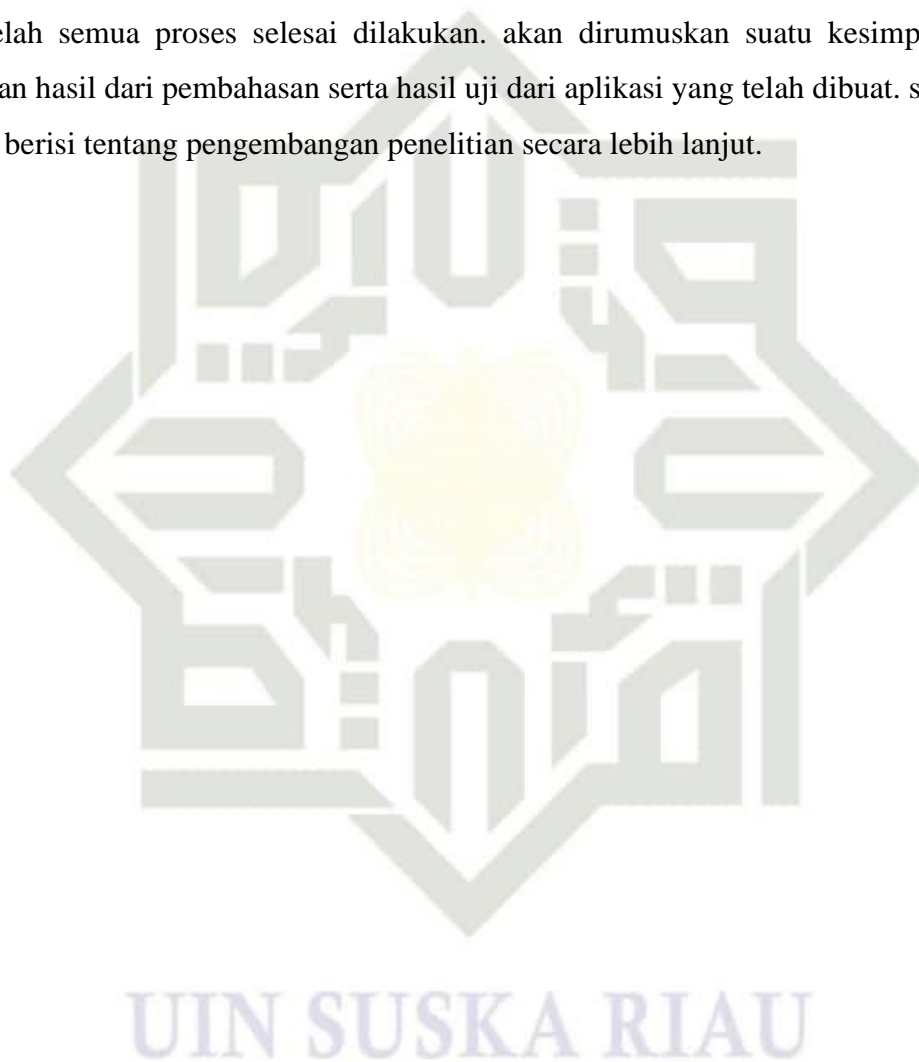 elah semua proses selesai dilakukan. akan dirumuskan suatu kesimp
an hasil dari pembahasan serta hasil uji dari aplikasi yang telah dibuat. s
berisi tentang pengembangan penelitian secara lebih lanjut.
UIN SUSKA RIAU